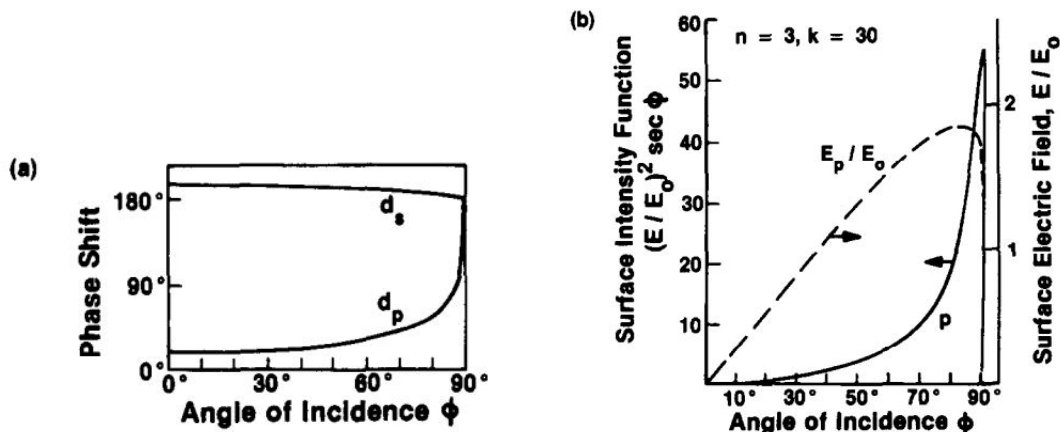 (a)
Phase Shift
180°
90°
0°
d_s
d_p
0° 30° 60° 90°
Angle of Incidence ϕ
(b)
Surface Intensity Function
(E / E_o)² sec ϕ
60
50
40
30
20
10
n = 3, k = 30
E_p / E_o
p
2
1
Surface Electric Field, E / E_o
10° 30° 50° 70° 90°
Angle of Incidence ϕ